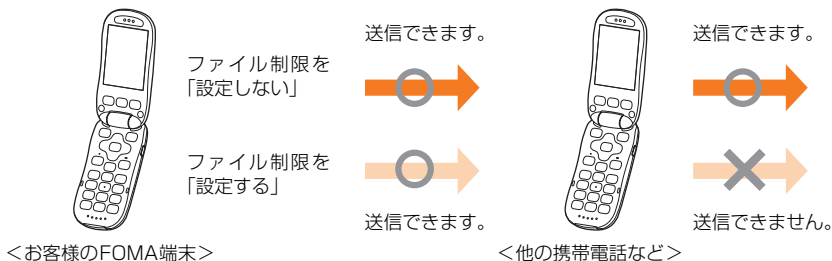 送信できます。
送信できます。
ファイル制限を
「設定しない」
ファイル制限を
「設定する」
送信できます。
送信できません。
＜お客様のFOMA端末＞
＜他の携帯電話など＞